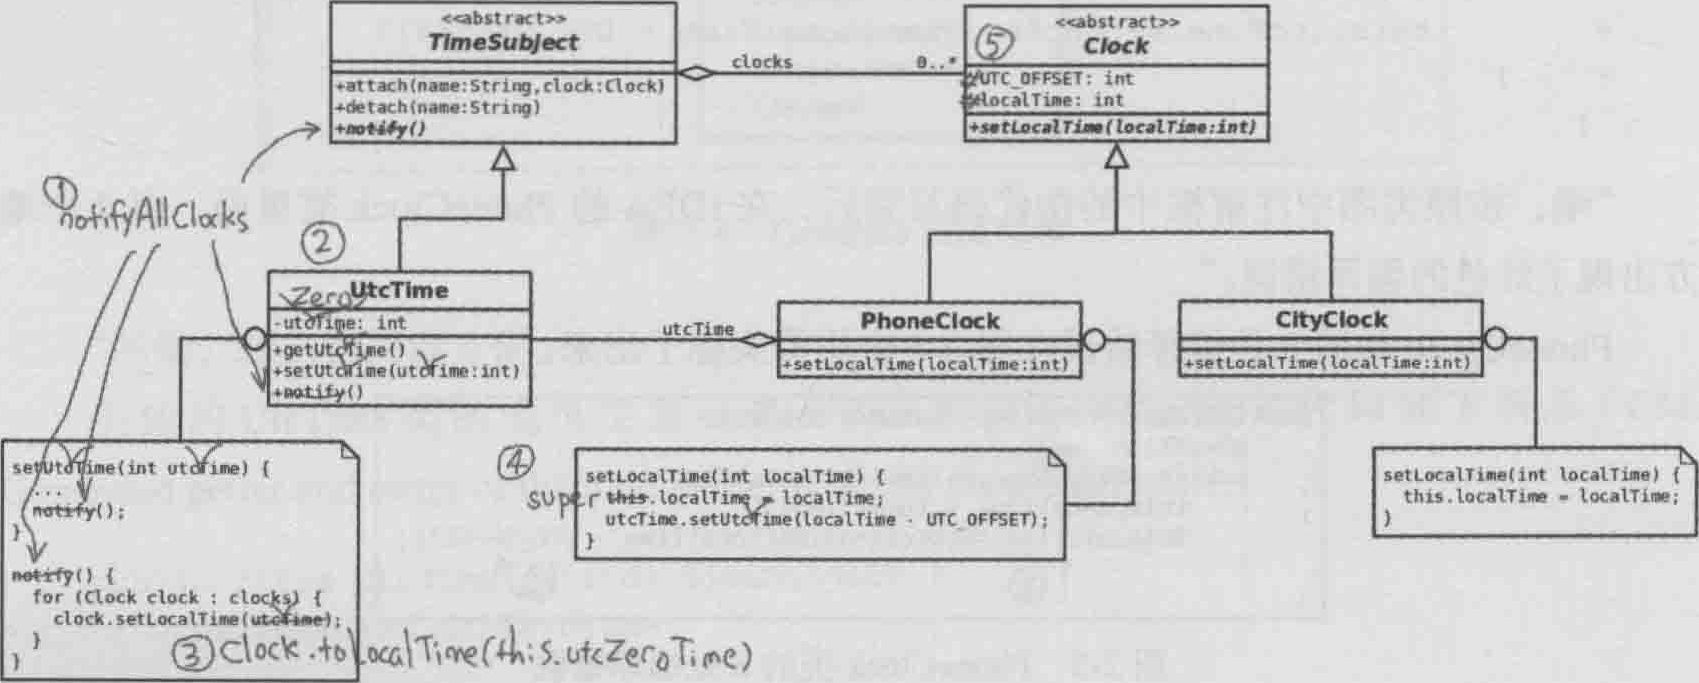 <<abstract>>
TimeSubject
+attach(name:String,clock:Clock)
+detach(name:String)
+notify()
clocks
0..*
<<abstract>>
⑤ Clock
#UTC_OFFSET: int
#localTime: int
+setLocalTime(localTime:int)
①
notifyAllClocks
②
UtcTime
Zero
-utcTime: int
+getUtcTime()
+setUtcTime(utcTime:int)
+notify()
utcTime
PhoneClock
+setLocalTime(localTime:int)
CityClock
+setLocalTime(localTime:int)
setUtcTime(int utcTime) {
...
notify();
}
notify() {
for (Clock clock : clocks) {
clock.setLocalTime(utcTime);
}
}
③ Clock.toLocalTime(this.utcZeroTime)
④
setLocalTime(int localTime) {
super this.localTime = localTime;
utcTime.setUtcTime(localTime - UTC_OFFSET);
}
setLocalTime(int localTime) {
this.localTime = localTime;
}